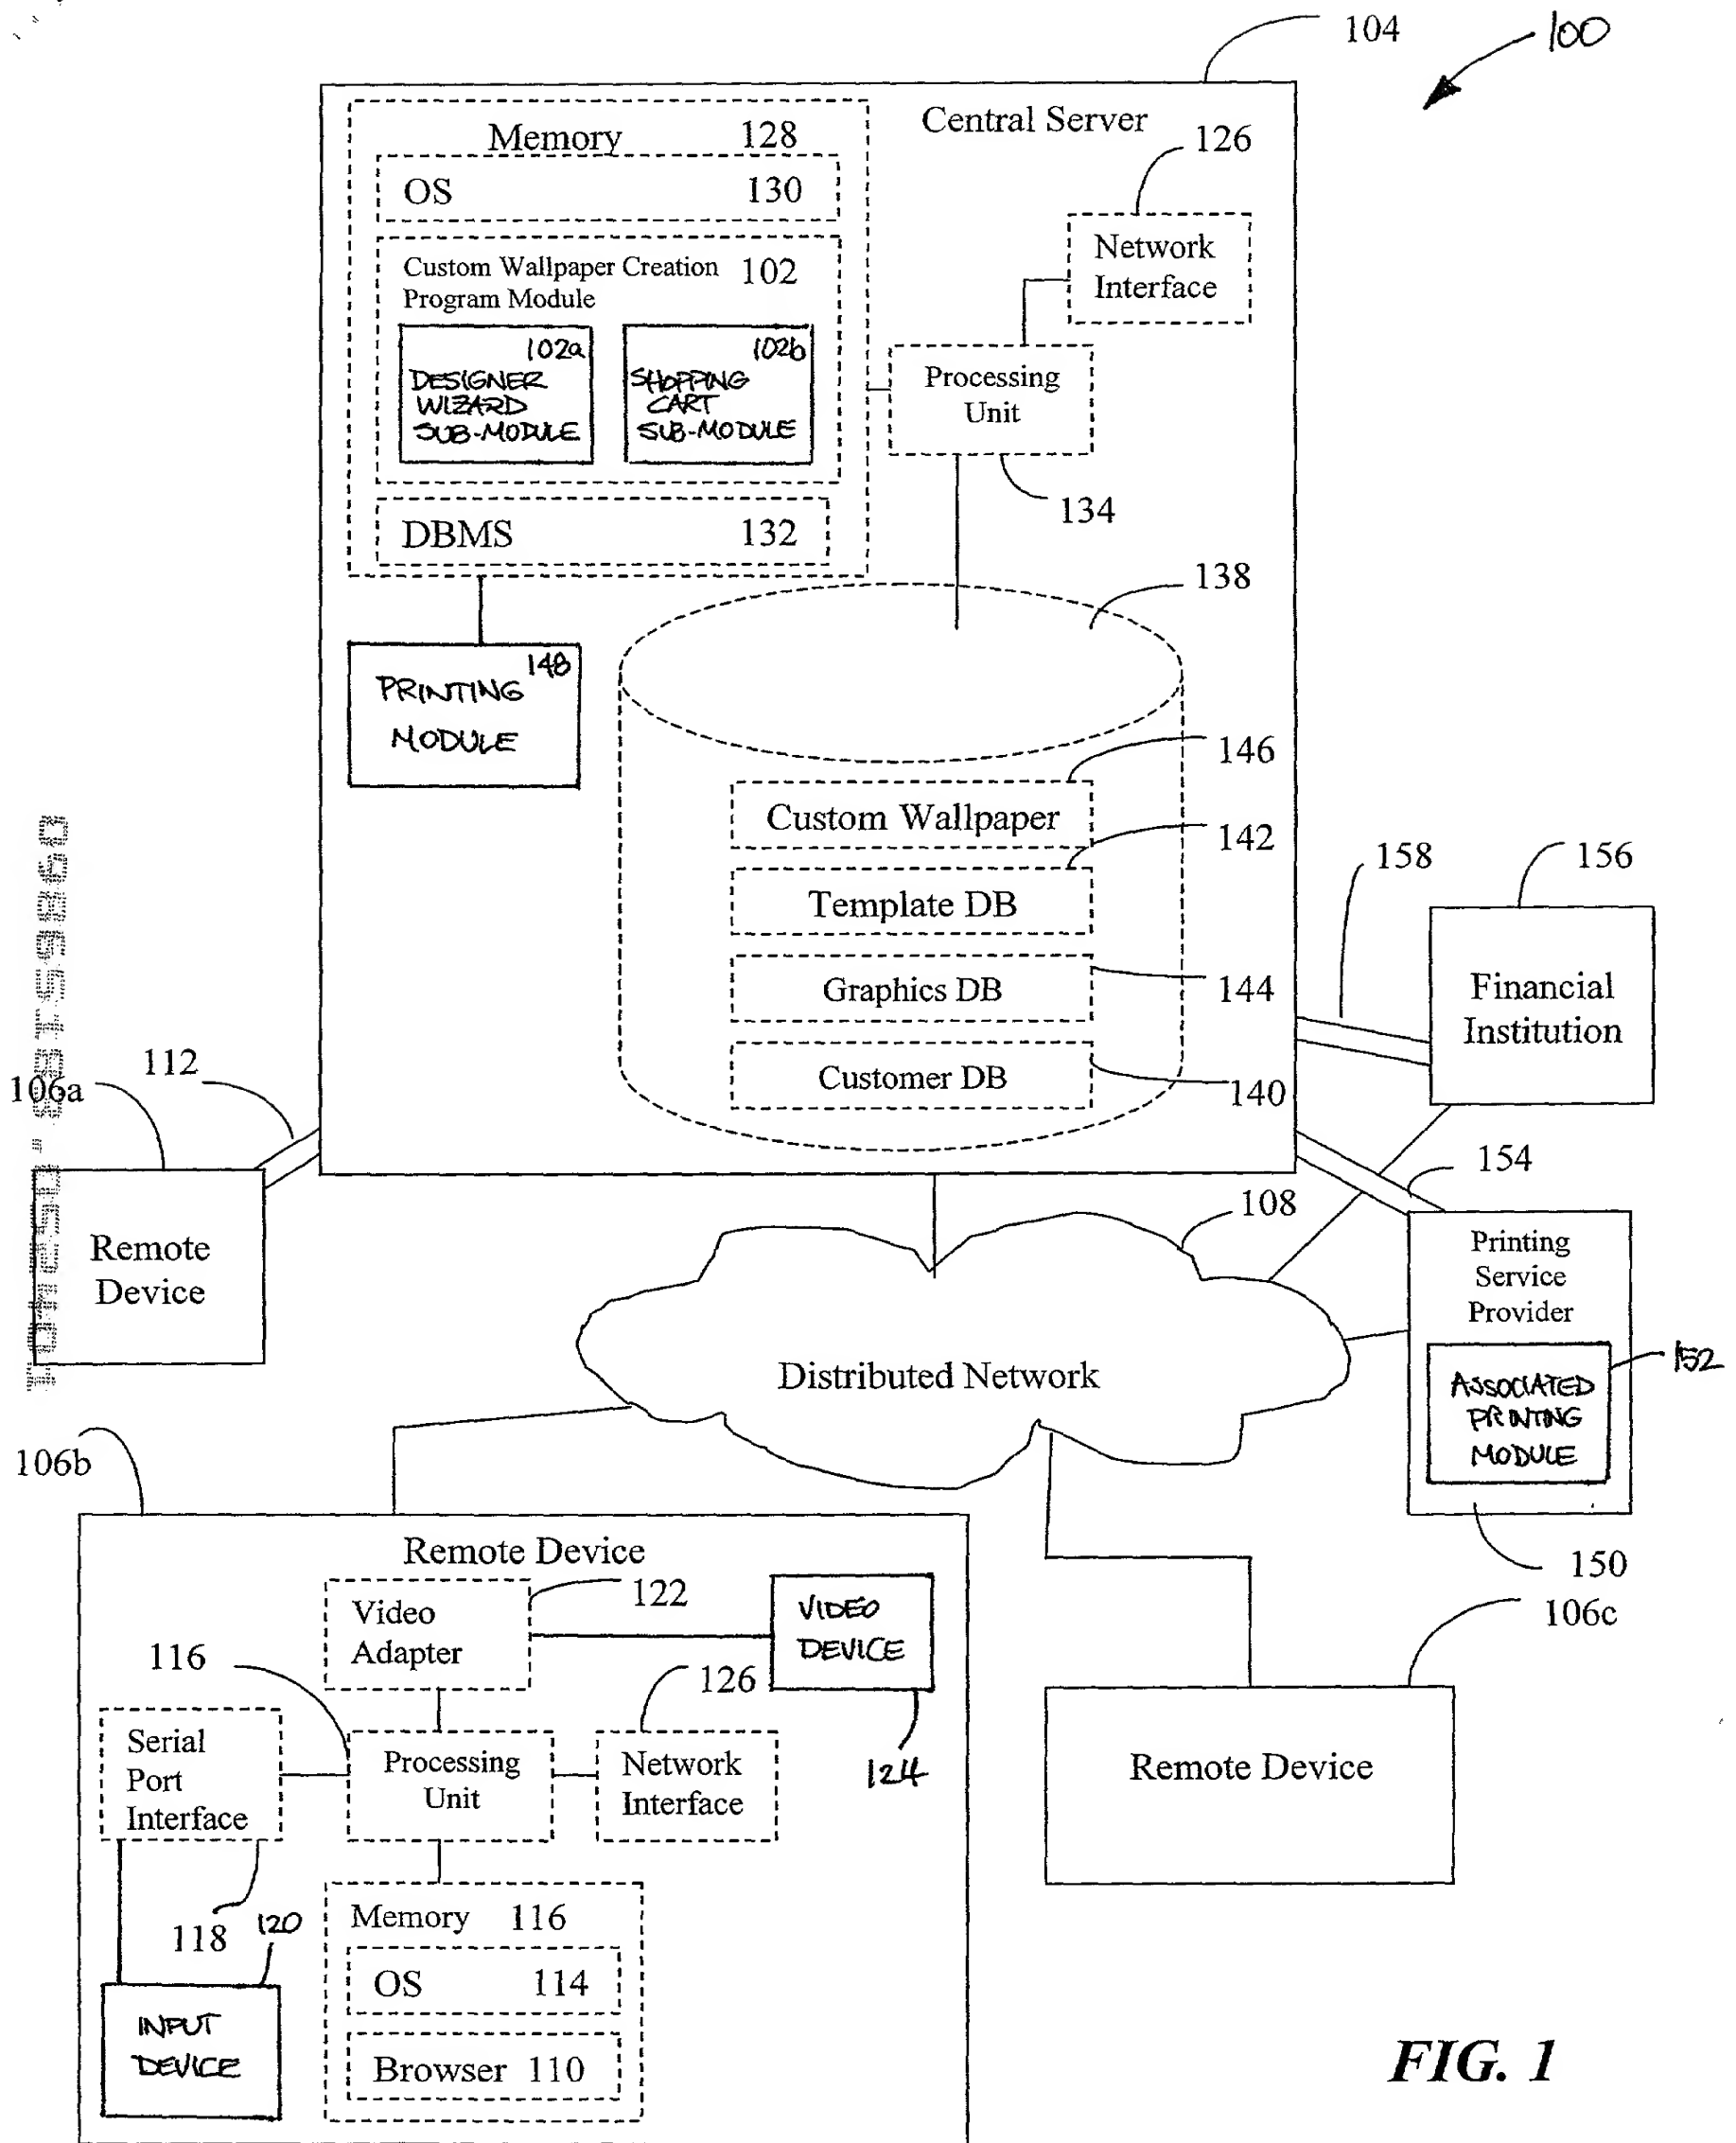 104
100
Central Server
Memory 128
126
OS 130
Network
Interface
Custom Wallpaper Creation 102
Program Module
102a
DESIGNER
WIZARD
SUB-MODULE
102b
SHOPPING
CART
SUB-MODULE
Processing
Unit
134
DBMS 132
138
148
PRINTING
MODULE
146
Custom Wallpaper
142
Template DB
144
Graphics DB
140
Customer DB
158
156
Financial
Institution
112
106a
Remote
Device
154
108
Printing
Service
Provider
152
ASSOCIATED
PRINTING
MODULE
150
Distributed Network
106b
Remote Device
122
Video
Adapter
VIDEO
DEVICE
124
116
126
Serial
Port
Interface
Processing
Unit
Network
Interface
118
120
INPUT
DEVICE
Memory 116
OS 114
Browser 110
106c
Remote Device
FIG. 1